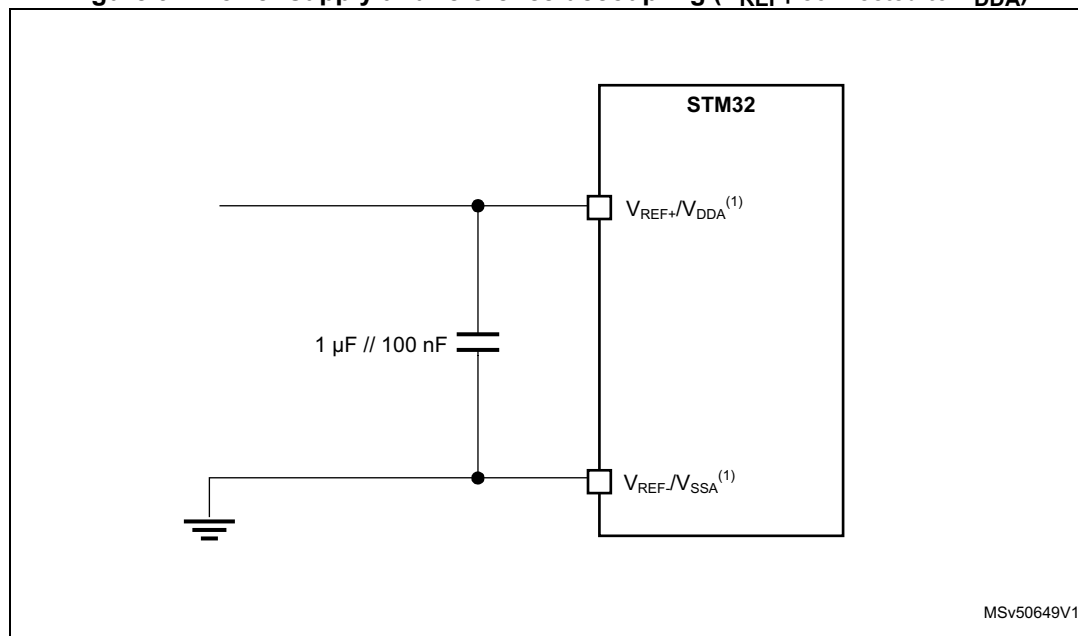 STM32
V_REF+/V_DDA^(1)
1 µF // 100 nF
V_REF-/V_SSA^(1)
MSv50649V1